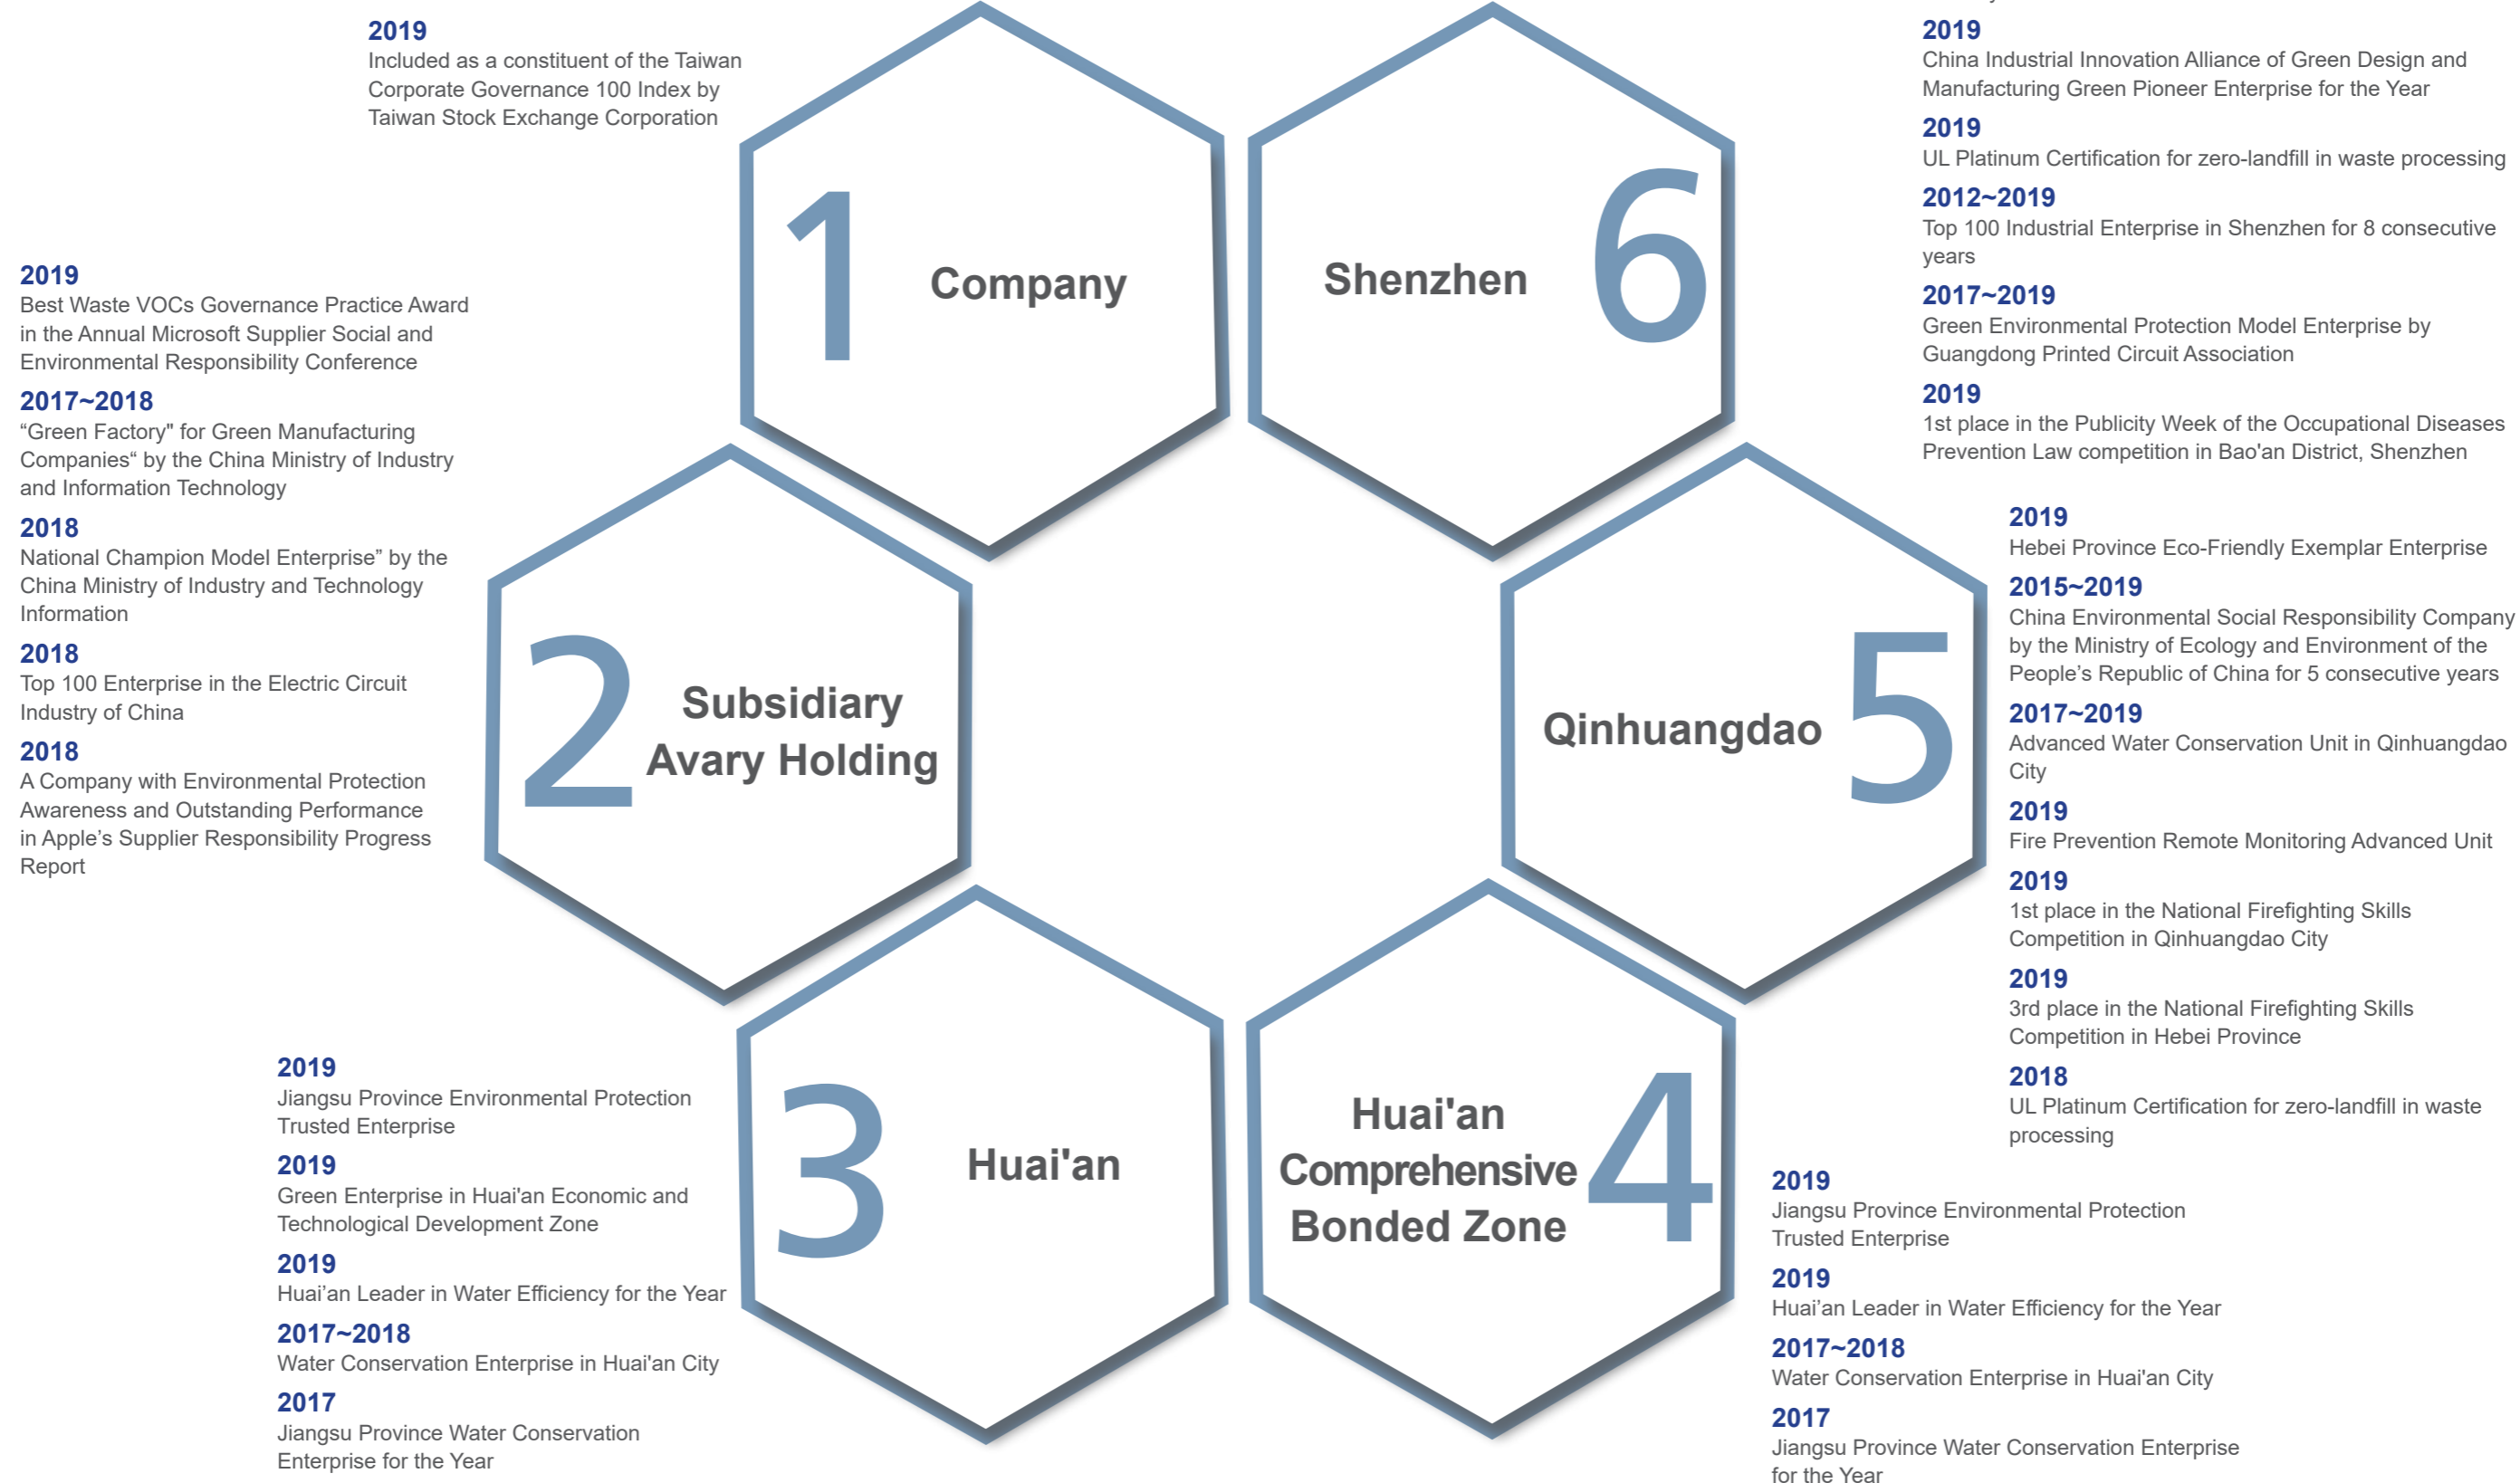 2019
Included as a constituent of the Taiwan
Corporate Governance 100 Index by
Taiwan Stock Exchange Corporation
1
Company
2019
Best Waste VOCs Governance Practice Award
in the Annual Microsoft Supplier Social and
Environmental Responsibility Conference
2017~2018
“Green Factory" for Green Manufacturing
Companies“ by the China Ministry of Industry
and Information Technology
2018
National Champion Model Enterprise” by the
China Ministry of Industry and Technology
Information
2018
Top 100 Enterprise in the Electric Circuit
Industry of China
2018
A Company with Environmental Protection
Awareness and Outstanding Performance
in Apple’s Supplier Responsibility Progress
Report
2
Subsidiary
Avary Holding
2019
Jiangsu Province Environmental Protection
Trusted Enterprise
2019
Green Enterprise in Huai'an Economic and
Technological Development Zone
2019
Huai’an Leader in Water Efficiency for the Year
2017~2018
Water Conservation Enterprise in Huai'an City
2017
Jiangsu Province Water Conservation
Enterprise for the Year
3
Huai'an
Huai'an
Comprehensive
Bonded Zone
4
2019
Jiangsu Province Environmental Protection
Trusted Enterprise
2019
Huai’an Leader in Water Efficiency for the Year
2017~2018
Water Conservation Enterprise in Huai'an City
2017
Jiangsu Province Water Conservation Enterprise
for the Year
Qinhuangdao
5
2019
Hebei Province Eco-Friendly Exemplar Enterprise
2015~2019
China Environmental Social Responsibility Company
by the Ministry of Ecology and Environment of the
People’s Republic of China for 5 consecutive years
2017~2019
Advanced Water Conservation Unit in Qinhuangdao
City
2019
Fire Prevention Remote Monitoring Advanced Unit
2019
1st place in the National Firefighting Skills
Competition in Qinhuangdao City
2019
3rd place in the National Firefighting Skills
Competition in Hebei Province
2018
UL Platinum Certification for zero-landfill in waste
processing
Shenzhen
6
2019
China Industrial Innovation Alliance of Green Design and
Manufacturing Green Pioneer Enterprise for the Year
2019
UL Platinum Certification for zero-landfill in waste processing
2012~2019
Top 100 Industrial Enterprise in Shenzhen for 8 consecutive
years
2017~2019
Green Environmental Protection Model Enterprise by
Guangdong Printed Circuit Association
2019
1st place in the Publicity Week of the Occupational Diseases
Prevention Law competition in Bao'an District, Shenzhen